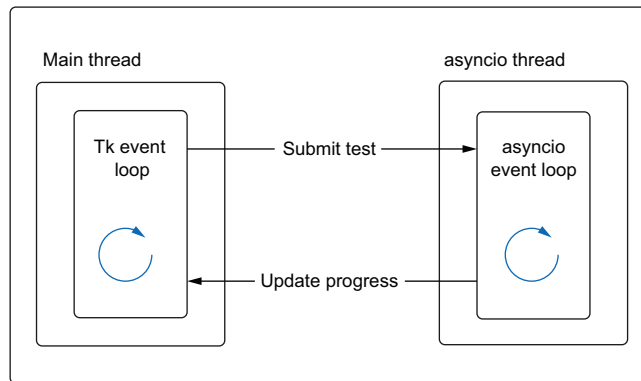 Main thread
asyncio thread
Tk event
loop
Submit test
asyncio
event loop
Update progress